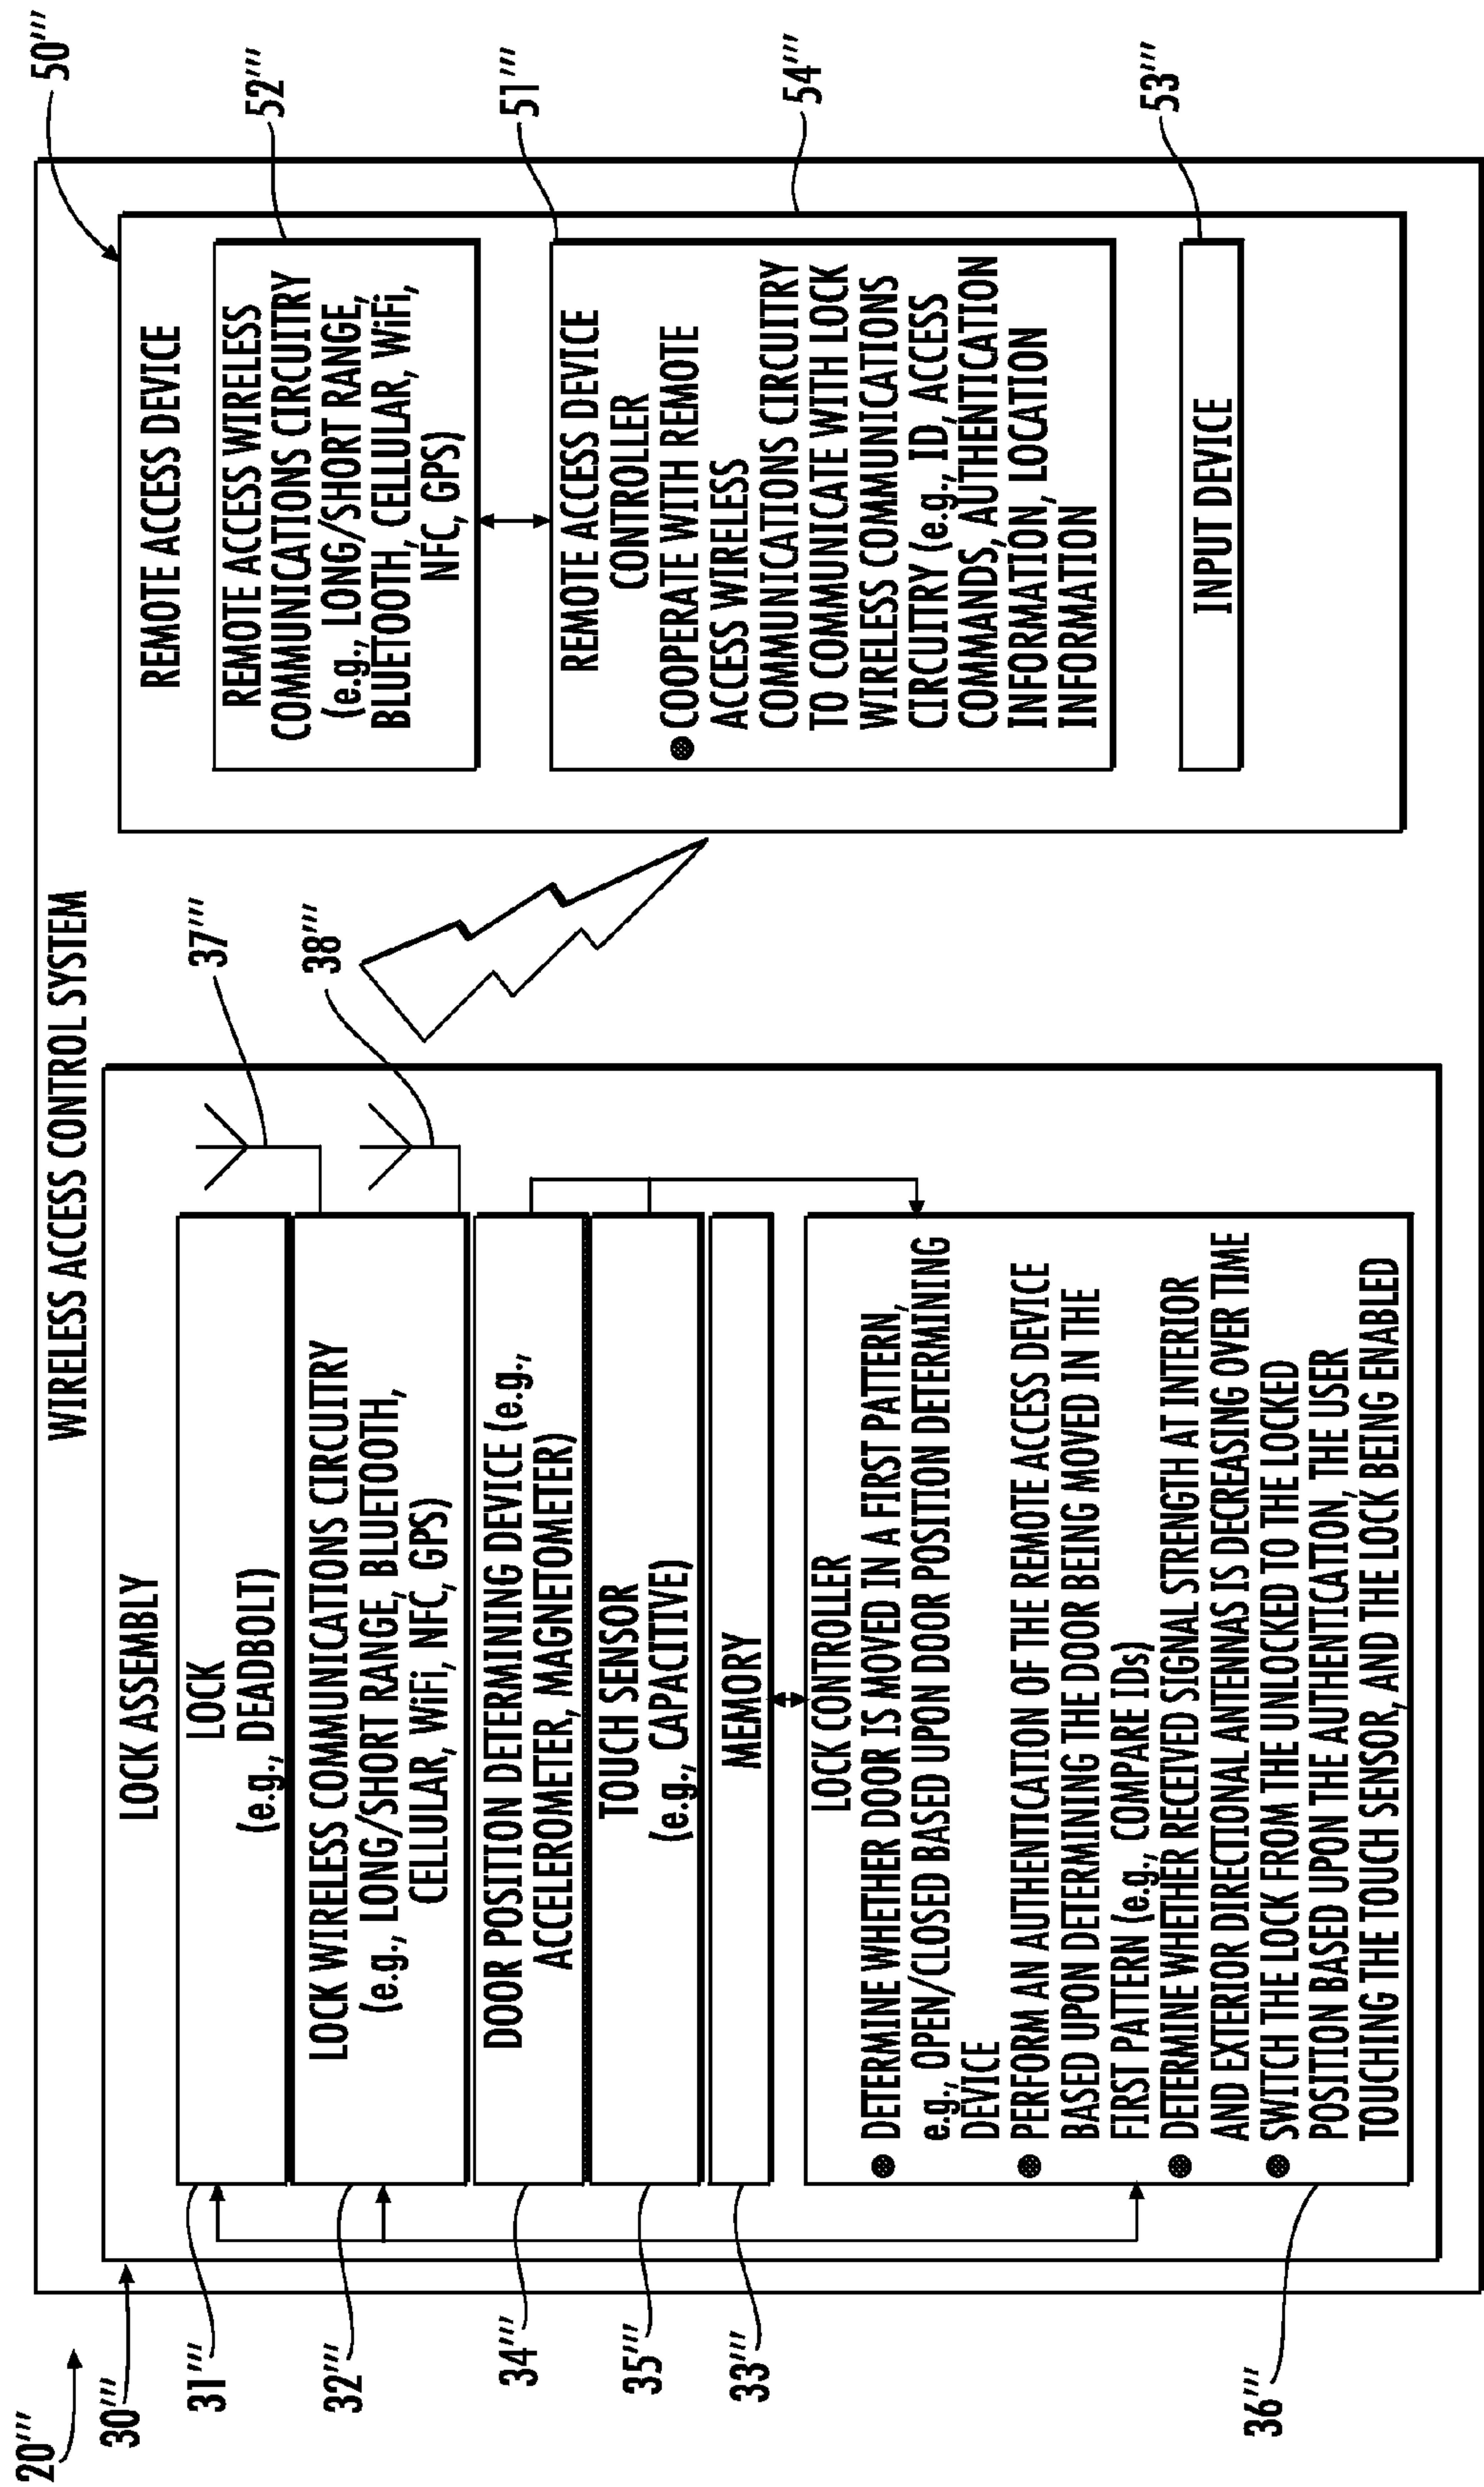 WIRELESS ACCESS CONTROL SYSTEM
20'''
30'''
LOCK ASSEMBLY
31'''
LOCK
(e.g., DEADBOLT)
32'''
LOCK WIRELESS COMMUNICATIONS CIRCUITRY
(e.g., LONG/SHORT RANGE, BLUETOOTH,
CELLULAR, WiFi, NFC, GPS)
37'''
38'''
34'''
DOOR POSITION DETERMINING DEVICE (e.g.,
ACCELEROMETER, MAGNETOMETER)
35'''
TOUCH SENSOR
(e.g., CAPACITIVE)
33'''
MEMORY
36'''
LOCK CONTROLLER
● DETERMINE WHETHER DOOR IS MOVED IN A FIRST PATTERN,
e.g., OPEN/CLOSED BASED UPON DOOR POSITION DETERMINING
DEVICE
● PERFORM AN AUTHENTICATION OF THE REMOTE ACCESS DEVICE
BASED UPON DETERMINING THE DOOR BEING MOVED IN THE
FIRST PATTERN (e.g., COMPARE IDs)
● DETERMINE WHETHER RECEIVED SIGNAL STRENGTH AT INTERIOR
AND EXTERIOR DIRECTIONAL ANTENNAS IS DECREASING OVER TIME
● SWITCH THE LOCK FROM THE UNLOCKED TO THE LOCKED
POSITION BASED UPON THE AUTHENTICATION, THE USER
TOUCHING THE TOUCH SENSOR, AND THE LOCK BEING ENABLED
50'''
REMOTE ACCESS DEVICE
52'''
REMOTE ACCESS WIRELESS
COMMUNICATIONS CIRCUITRY
(e.g., LONG/SHORT RANGE,
BLUETOOTH, CELLULAR, WiFi,
NFC, GPS)
51'''
REMOTE ACCESS DEVICE
CONTROLLER
● COOPERATE WITH REMOTE
ACCESS WIRELESS
COMMUNICATIONS CIRCUITRY
TO COMMUNICATE WITH LOCK
WIRELESS COMMUNICATIONS
CIRCUITRY (e.g., ID, ACCESS
COMMANDS, AUTHENTICATION
INFORMATION, LOCATION
INFORMATION
54'''
53'''
INPUT DEVICE